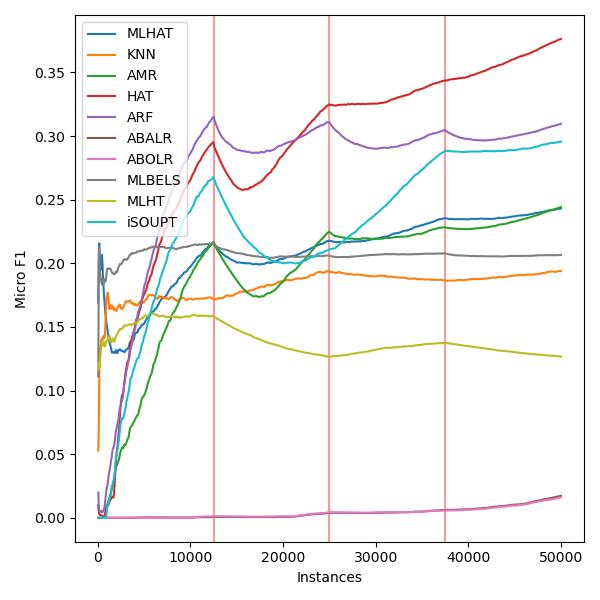 MLHAT
KNN
AMR
HAT
ARF
ABALR
ABOLR
MLBELS
MLHT
iSOUPT
0.35
0.30
0.25
0.20
0.15
0.10
0.05
0.00
Micro F1
0 10000 20000 30000 40000 50000
Instances